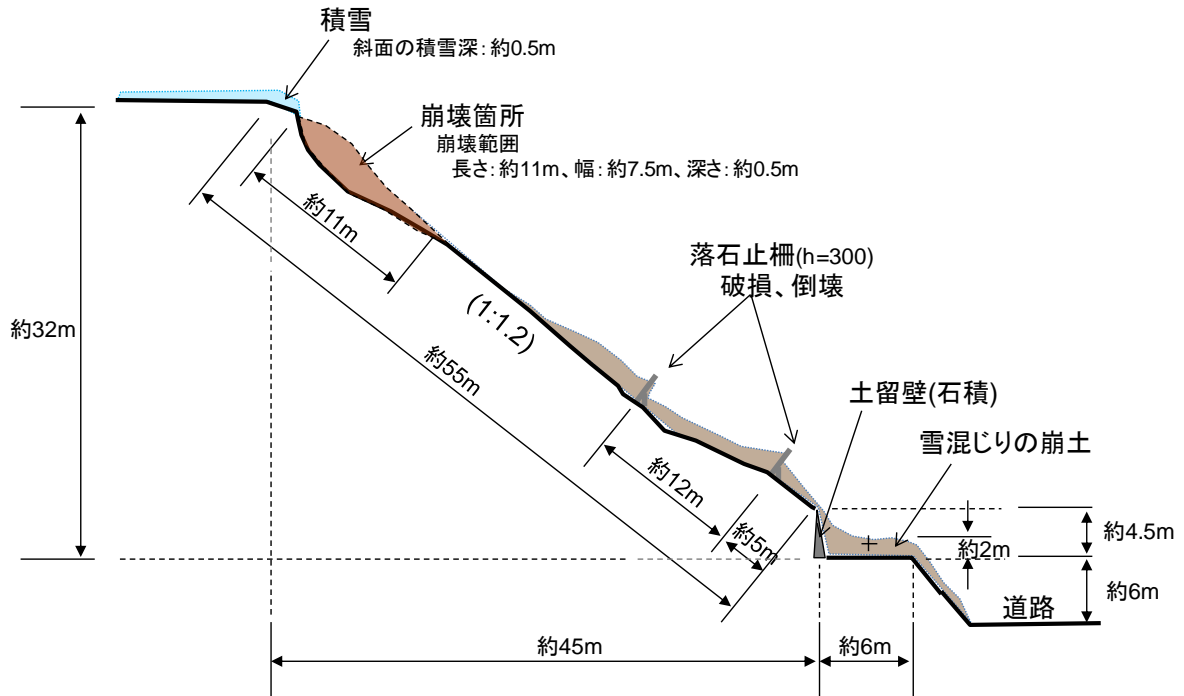 積雪
斜面の積雪深：約0.5m
崩壊箇所
崩壊範囲
長さ：約11m、幅：約7.5m、深さ：約0.5m
約11m
落石止柵(h=300)
破損、倒壊
(1:1.2)
約32m
約55m
土留壁(石積)
雪混じりの崩土
約12m
約5m
約2m
約4.5m
約6m
道路
約45m
約6m